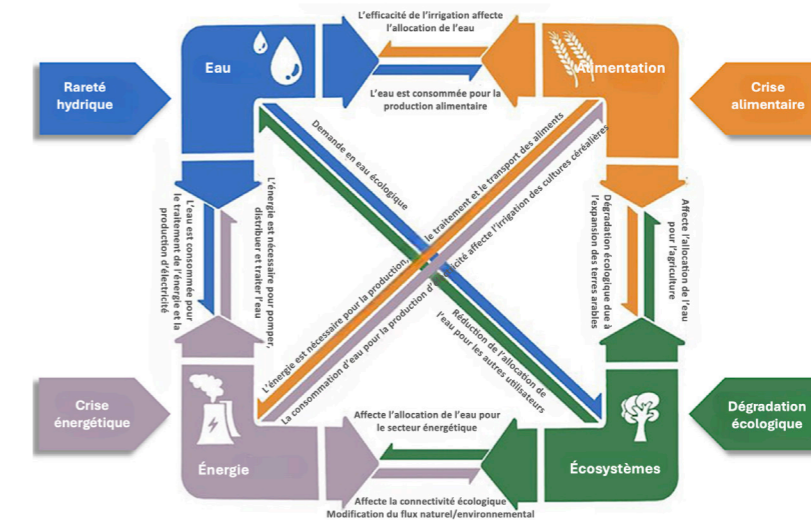 L'efficacité de l'irrigation affecte
l'allocation de l'eau
Eau
Alimentation
Rareté
hydrique
Crise
alimentaire
L'eau est consommée pour la
production alimentaire
Demande en eau écologique
L'énergie est nécessaire pour la production, le traitement et le transport des aliments
La consommation d'eau pour la production d'électricité affecte l'irrigation des cultures céréalières
L'eau est consommée pour
le traitement de l'énergie et la
production d'électricité
L'énergie est nécessaire pour pomper,
distribuer et traiter l'eau
Dégradation écologique due à
l'expansion des terres arables
Affecte l'allocation de l'eau
pour l'agriculture
Réduction de l'allocation de
l'eau pour les autres utilisateurs
Crise
énergétique
Dégradation
écologique
Affecte l'allocation de l'eau pour
le secteur énergétique
Énergie
Écosystèmes
Affecte la connectivité écologique
Modification du flux naturel/environnemental